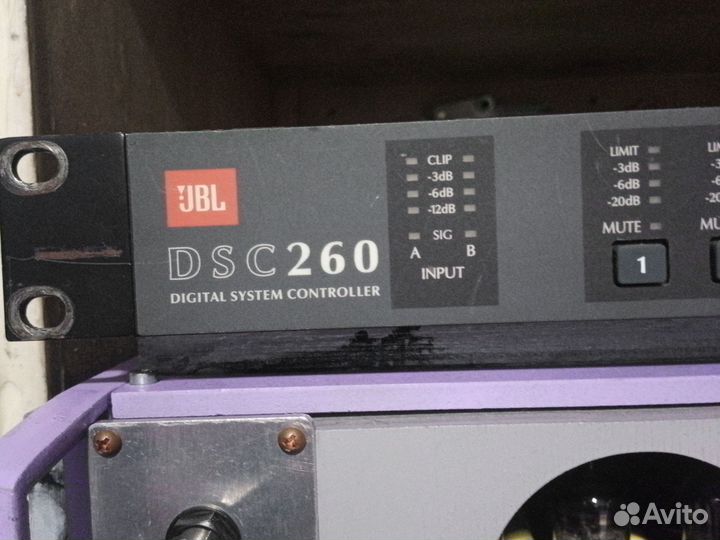 JBL
DSC260
DIGITAL SYSTEM CONTROLLER
CLIP
-3dB
-6dB
-12dB
SIG
A B
INPUT
LIMIT
-3dB
-6dB
-20dB
MUTE
1
Avito